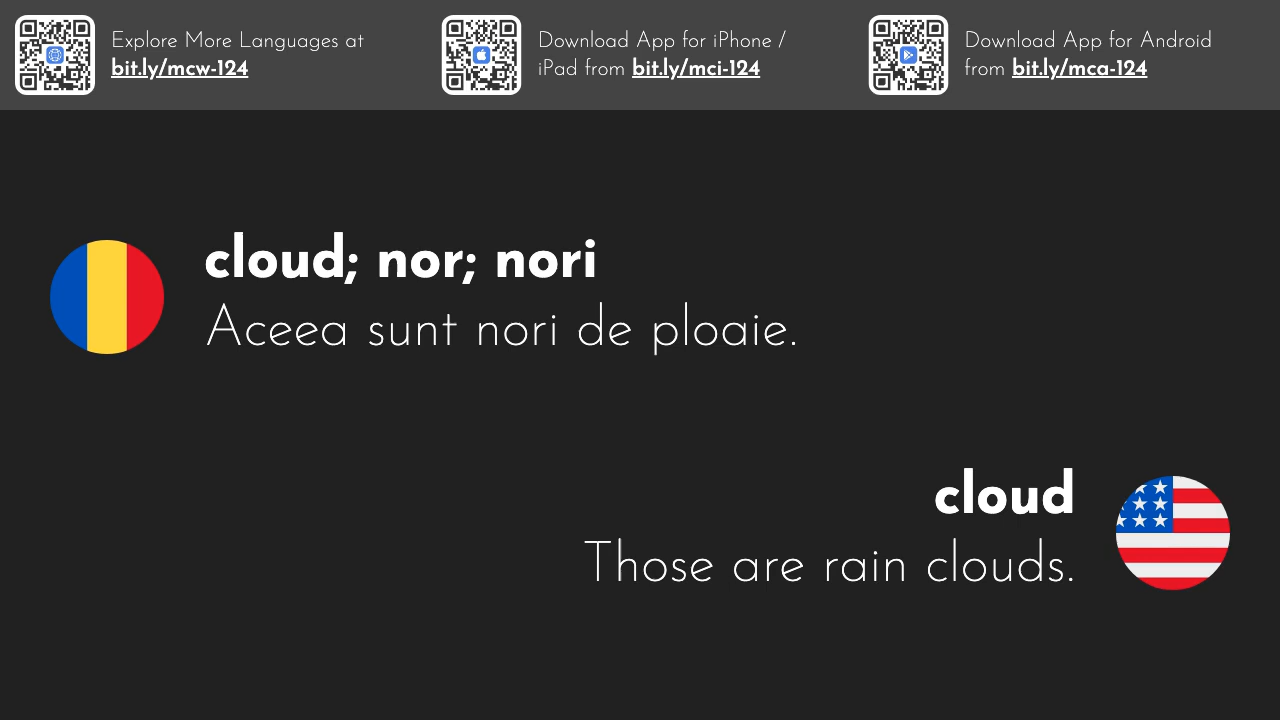 Explore More Languages at
bit.ly/mcw-124
Download App for iPhone /
iPad from bit.ly/mci-124
Download App for Android
from bit.ly/mca-124
cloud; nor; nori
Aceea sunt nori de ploaie.
cloud
Those are rain clouds.